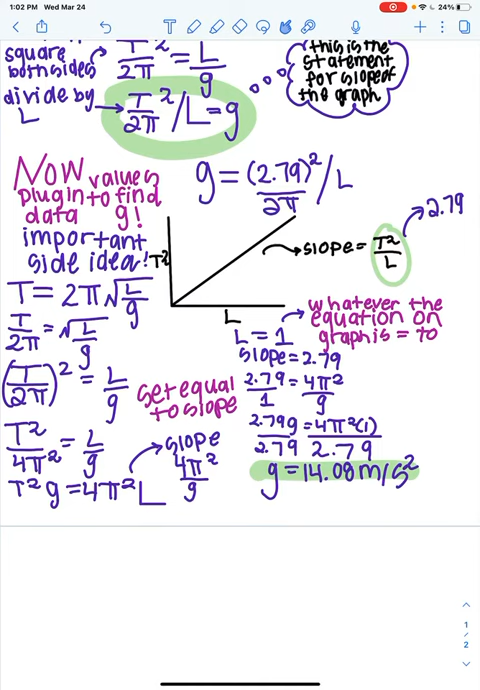 1:02 PM Wed Mar 24
24%
square
both sides
T²/2π = L/g
this is the
statement
for slope of
the graph
divide by
L
T²/2π /L = g
Now values
plug in to find
data g!
g = (2.79)²/2π / L
important
side idea!
T²
L
slope = T²/L
2.79
T = 2π√L/g
T/2π = √L/g
(T/2π)² = L/g
T²/4π² = L/g
T²g = 4π²L
set equal
to slope
slope
4π²/g
whatever the
equation on
graph is = to
L = 1
slope = 2.79
2.79/1 = 4π²/g
2.79g/2.79 = 4π²(1)/2.79
g = 14.08 m/s²
1
/
2